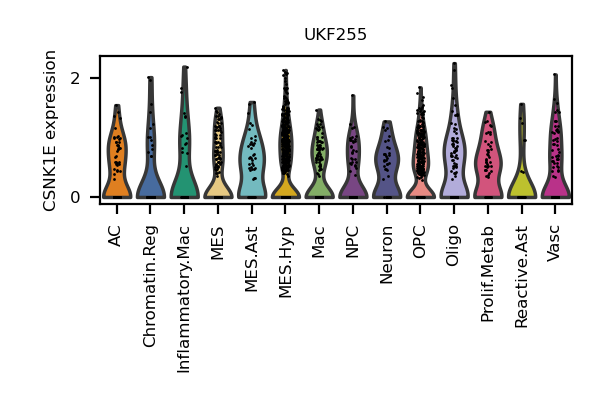 UKF255
CSNK1E expression
2
0
AC
Chromatin.Reg
Inflammatory.Mac
MES
MES.Ast
MES.Hyp
Mac
NPC
Neuron
OPC
Oligo
Prolif.Metab
Reactive.Ast
Vasc